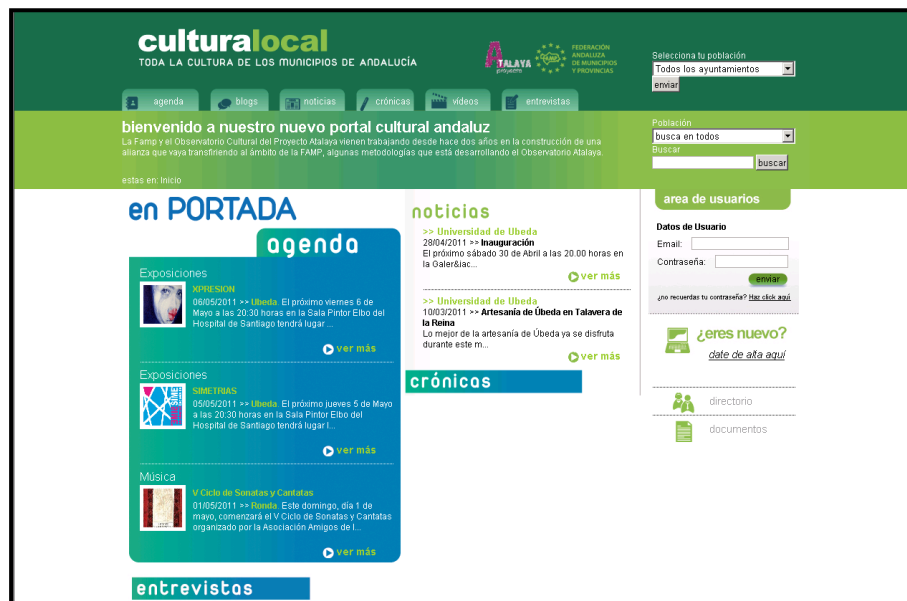 culturalocal
TODA LA CULTURA DE LOS MUNICIPIOS DE ANDALUCÍA
ATALAYA
proyecto
FAMP
FEDERACIÓN
ANDALUZA
DE MUNICIPIOS
Y PROVINCIAS
Selecciona tu población
Todos los ayuntamientos
enviar
agenda
blogs
noticias
crónicas
vídeos
entrevistas
bienvenido a nuestro nuevo portal cultural andaluz
La Famp y el Observatorio Cultural del Proyecto Atalaya vienen trabajando desde hace dos años en la construcción de una
alianza que vaya transfiriendo al ámbito de la FAMP, algunas metodologías que está desarrollando el Observatorio Atalaya.
estas en: Inicio
Población
busca en todos
Buscar
buscar
en PORTADA
agenda
Exposiciones
XPRESION
06/05/2011 >> Ubeda. El próximo viernes 6 de
Mayo a las 20:30 horas en la Sala Pintor Elbo del
Hospital de Santiago tendrá lugar ...
ver más
Exposiciones
SIMETRIAS
05/05/2011 >> Ubeda. El próximo jueves 5 de Mayo
a las 20:30 horas en la Sala Pintor Elbo del
Hospital de Santiago tendrá lugar l...
ver más
Música
V Ciclo de Sonatas y Cantatas
01/05/2011 >> Ronda. Este domingo, día 1 de
mayo, comenzará el V Ciclo de Sonatas y Cantatas
organizado por la Asociación Amigos de l...
ver más
entrevistas
noticias
>> Universidad de Ubeda
28/04/2011 >> Inauguración
El próximo sábado 30 de Abril a las 20.00 horas en
la Galer&iac...
ver más
>> Universidad de Ubeda
10/03/2011 >> Artesanía de Úbeda en Talavera de
la Reina
Lo mejor de la artesanía de Úbeda ya se disfruta
durante este m...
ver más
crónicas
area de usuarios
Datos de Usuario
Email:
Contraseña:
enviar
¿no recuerdas tu contraseña? Haz click aquí
¿eres nuevo?
date de alta aquí
directorio
documentos